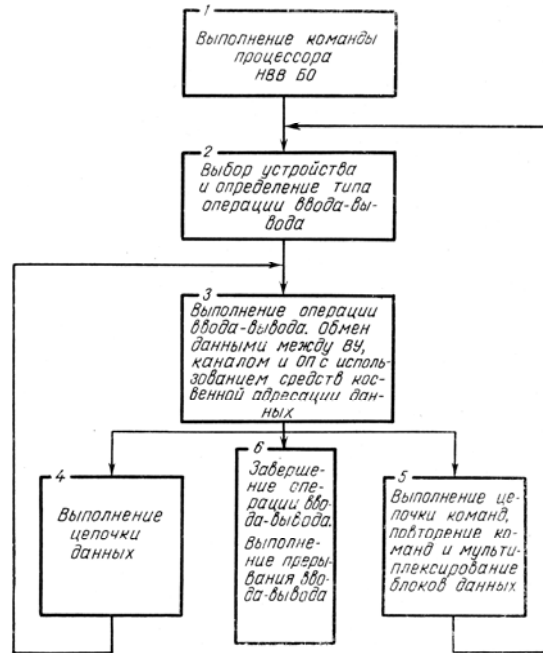 1
Выполнение команды
процессора
НВВ БО
2
Выбор устройства
и определение типа
операции ввода-вы-
вода
3
Выполнение операции
ввода-вывода. Обмен
данными между ВУ,
каналом и ОП с исполь-
зованием средств кос-
венной адресации дан-
ных
4
Выполнение
цепочки
данных
6
Завершение опе-
рации вво-
да-вывода.
Выполне-
ние преры-
вания вво-
да-вывода
5
Выполнение це-
почки команд,
повторение ко-
манд и мульти-
плексирование
блоков данных